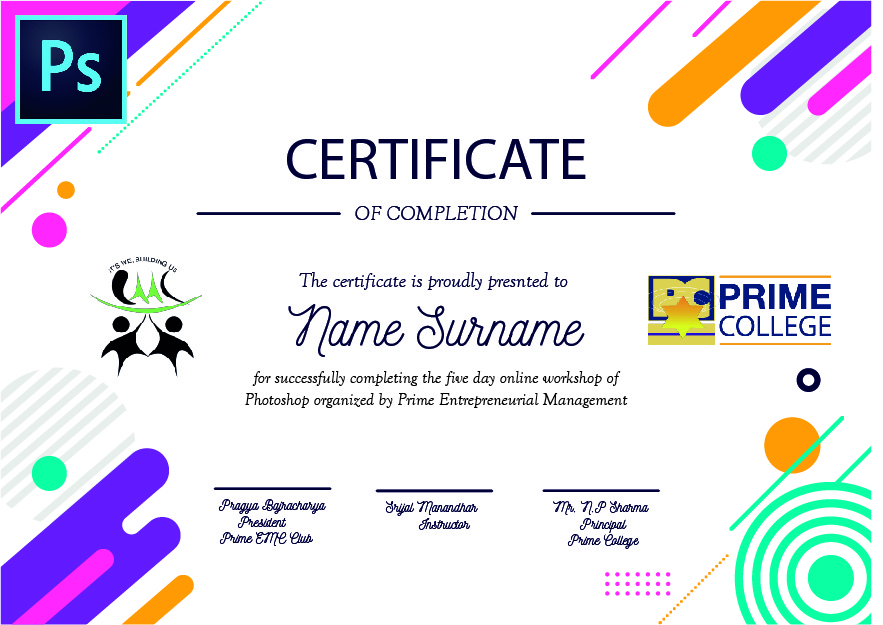 Ps
CERTIFICATE
OF COMPLETION
IT'S WE, BUILDING US
The certificate is proudly presnted to
Name Surname
PRIME
COLLEGE
for successfully completing the five day online workshop of
Photoshop organized by Prime Entrepreneurial Management
Pragya Bajracharya
President
Prime EMC Club
Srijal Manandhar
Instructor
Mr. N.P Sharma
Principal
Prime College